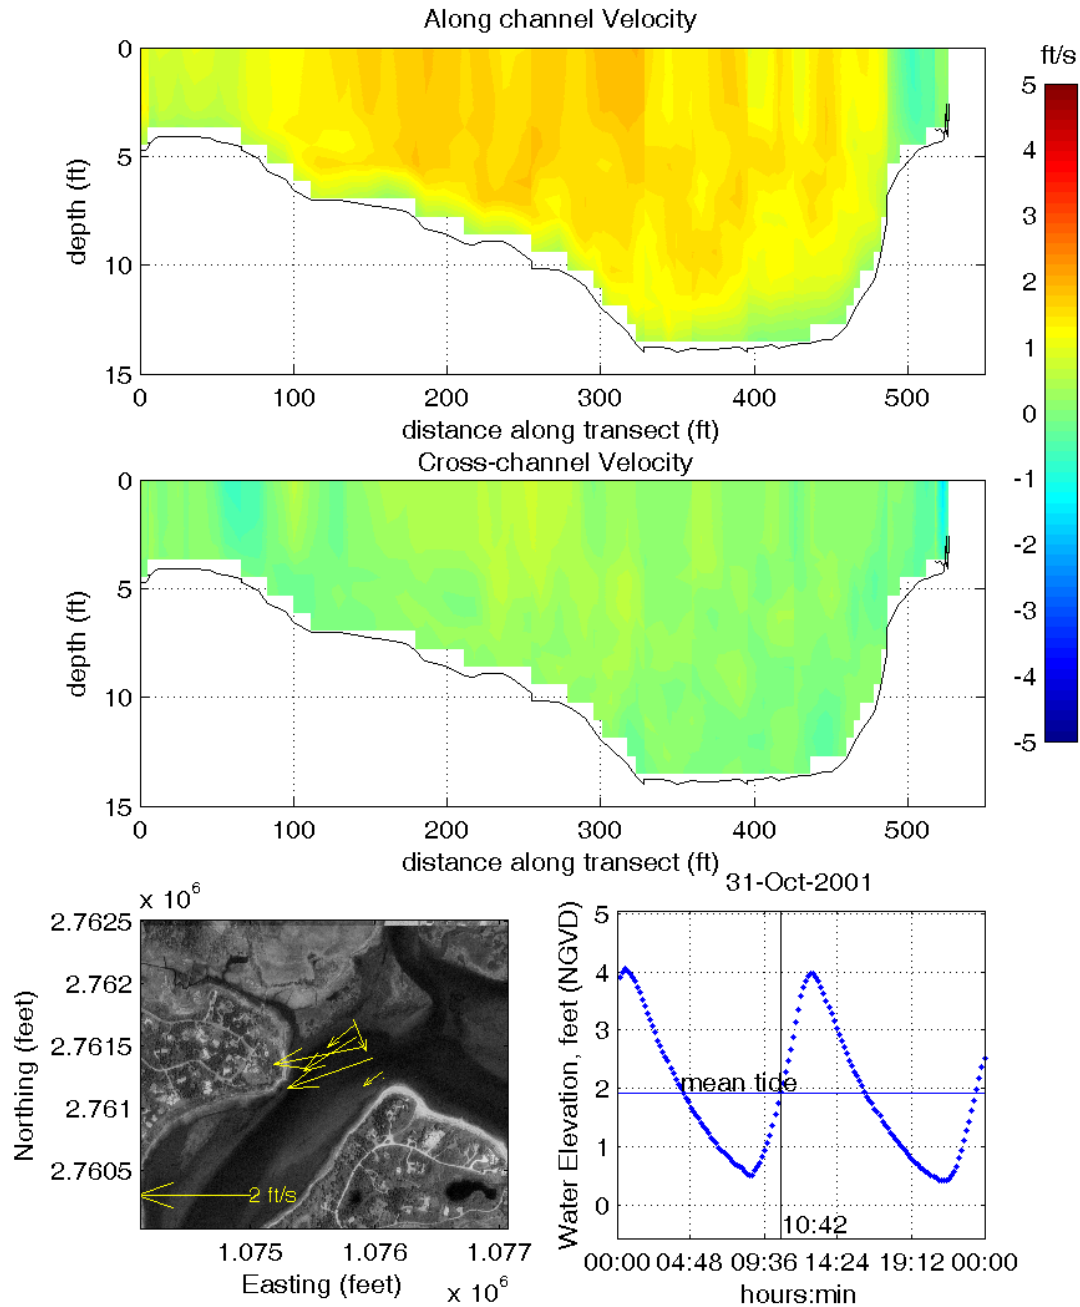 Along channel Velocity
ft/s
0
5
10
15
depth (ft)
0 100 200 300 400 500
distance along transect (ft)
5
4
3
2
1
0
-1
-2
-3
-4
-5
Cross-channel Velocity
0
5
10
15
depth (ft)
0 100 200 300 400 500
distance along transect (ft)
x 10^6
2.7625
2.762
2.7615
2.761
2.7605
Northing (feet)
2 ft/s
1.075 1.076 1.077
Easting (feet)
x 10^6
31-Oct-2001
5
4
3
2
1
0
Water Elevation, feet (NGVD)
mean tide
10:42
00:00 04:48 09:36 14:24 19:12 00:00
hours:min